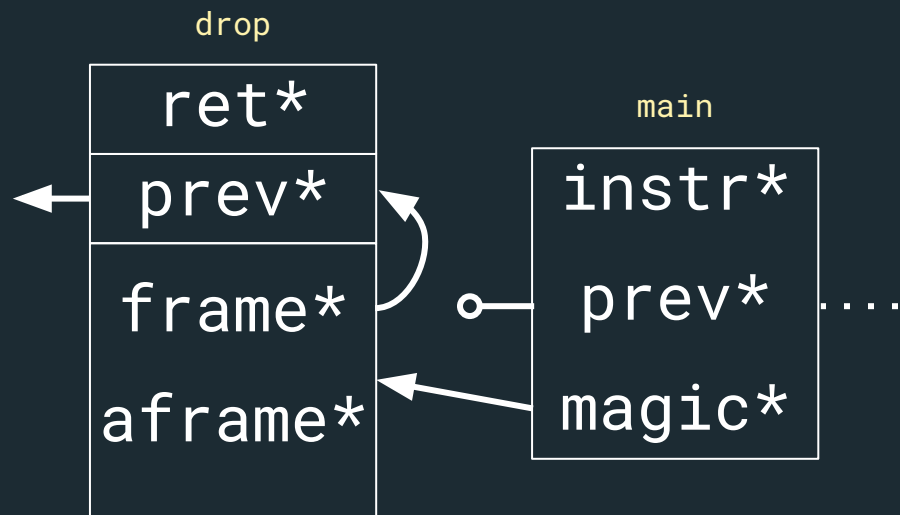 drop
ret*
prev*
frame*
aframe*
main
instr*
prev*
magic*